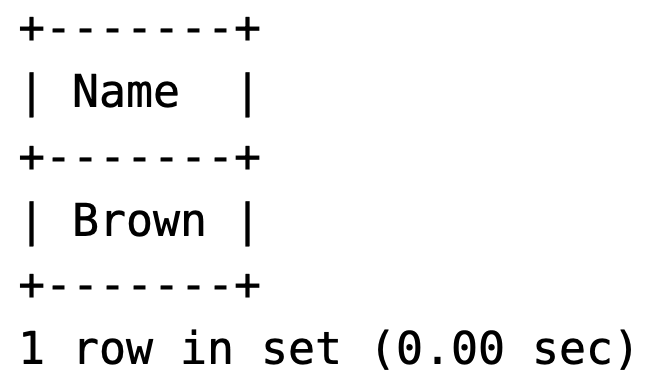 +-------+
| Name  |
+-------+
| Brown |
+-------+
1 row in set (0.00 sec)